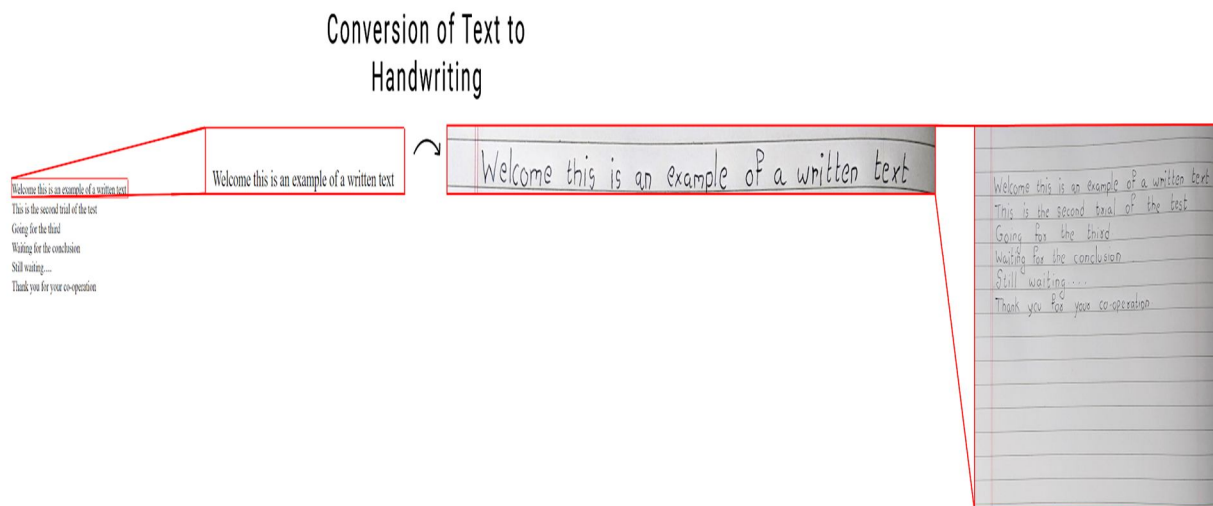 Conversion of Text to
Handwriting
Welcome this is an example of a written text
This is the second trial of the test
Going for the third
Waiting for the conclusion
Still waiting....
Thank you for your co-operation
Welcome this is an example of a written text
Welcome this is an example of a written text
Welcome this is an example of a written text
This is the second trial of the test
Going for the third
Waiting for the conclusion
Still waiting...
Thank you for your co-operation